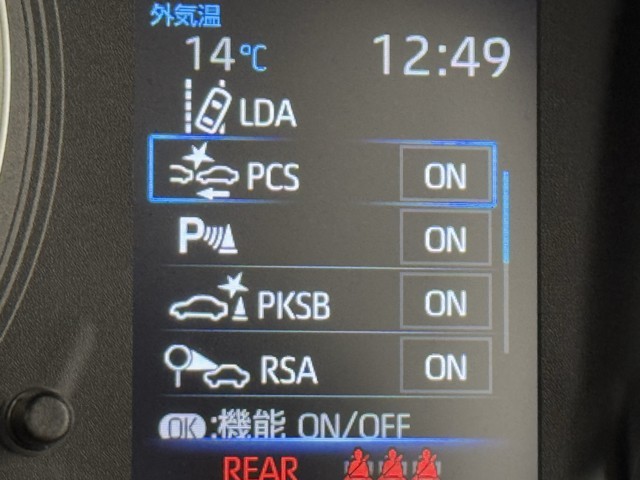 外気温
14℃ 12:49
LDA
PCS ON
P ON
PKSB ON
RSA ON
OK:機能 ON/OFF
REAR